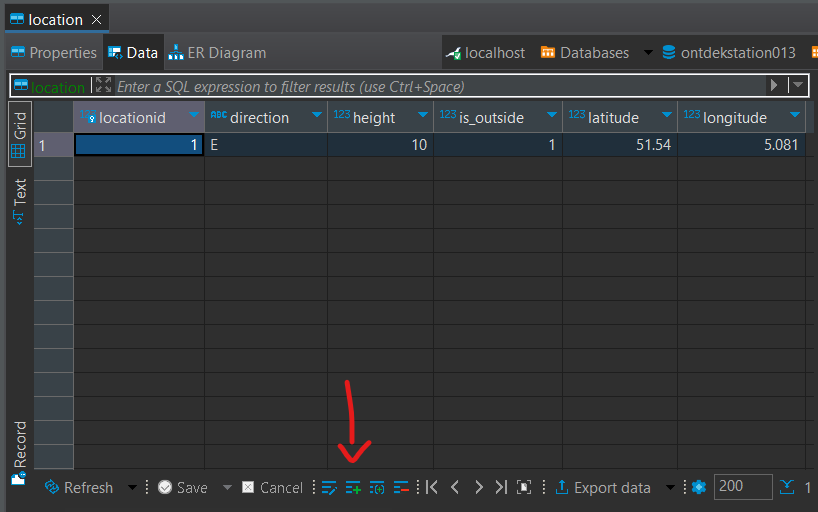 location
Properties Data ER Diagram localhost Databases ontdekstation013
location Enter a SQL expression to filter results (use Ctrl+Space)
Grid
Text
Record
123 locationid ABC direction 123 height 123 is_outside 123 latitude 123 longitude
1 1 E 10 1 51.54 5.081
Refresh Save Cancel Export data 200 1